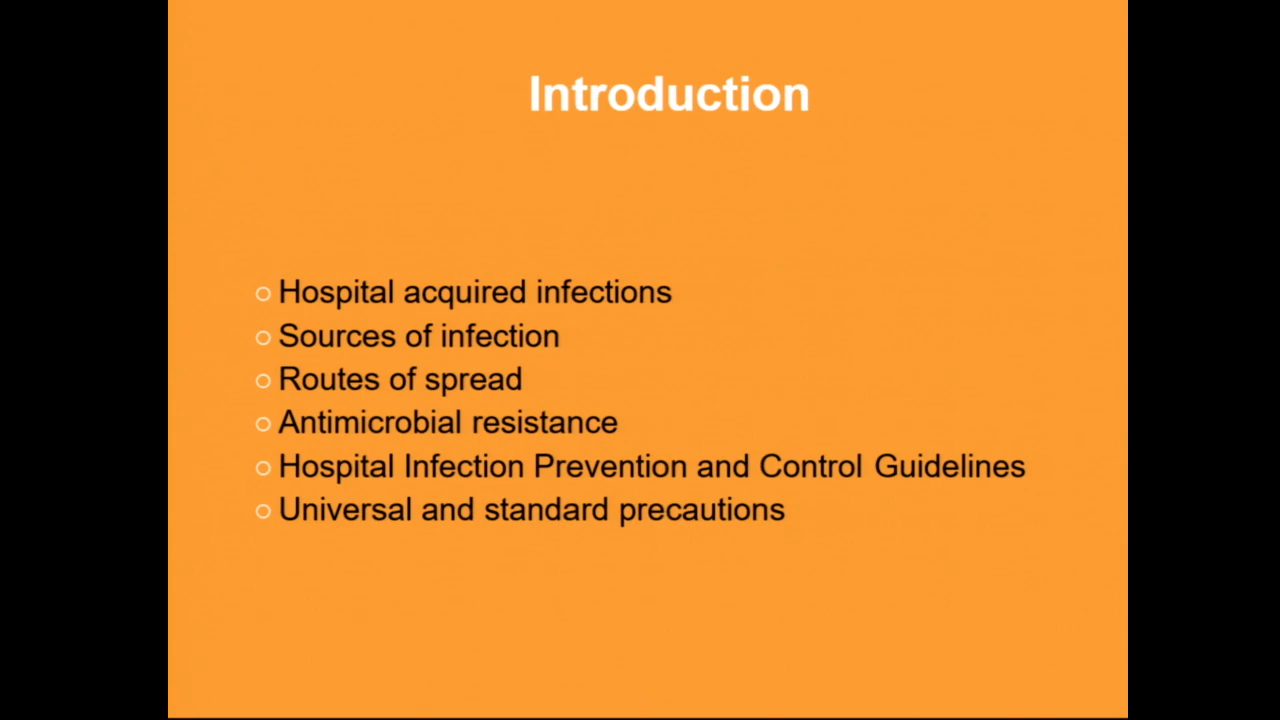 Introduction
Hospital acquired infections
Sources of infection
Routes of spread
Antimicrobial resistance
Hospital Infection Prevention and Control Guidelines
Universal and standard precautions